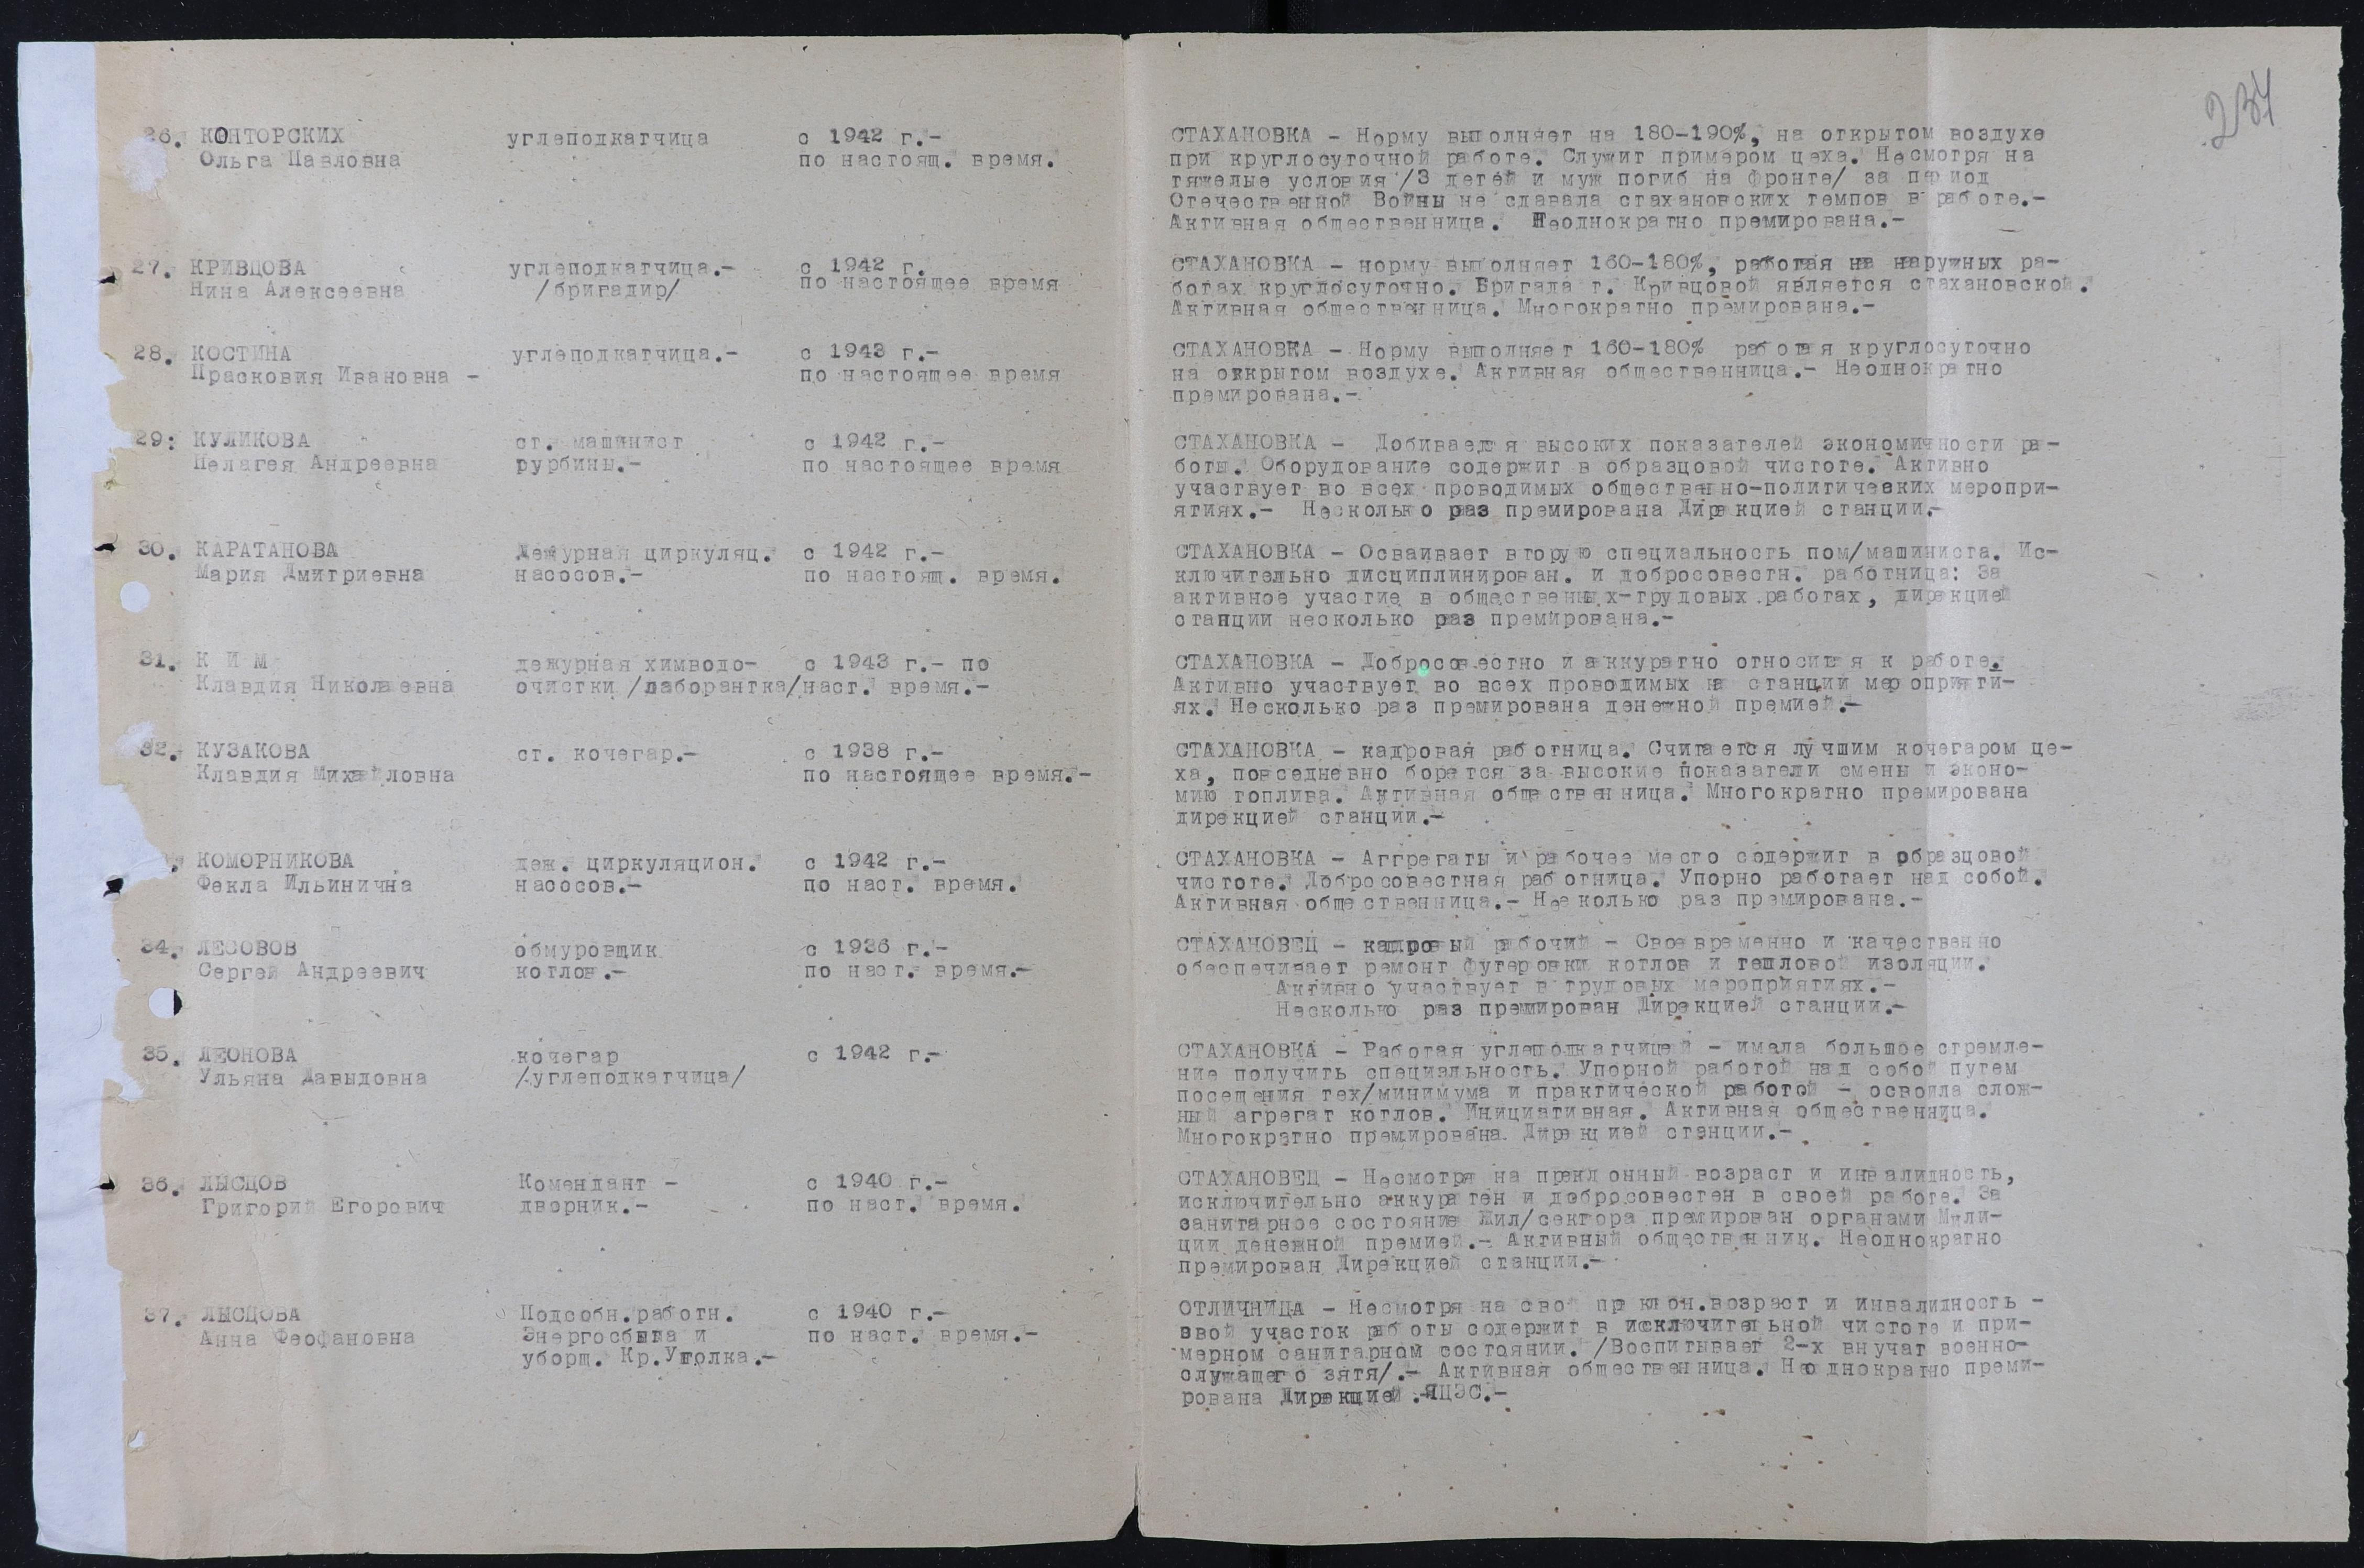 237
26. КОНТОРСКИХ углеподкатчица с 1942 г.-
Ольга Павловна по настоящ. время.
СТАХАНОВКА - Норму выполняет на 180-190%, на открытом воздухе
при круглосуточной работе. Служит примером цеха. Несмотря на
тяжелые условия /3 детей и муж погиб на фронте/ за период
Отечественной Войны не сдавала стахановских темпов в работе.-
Активная общественница. Неоднократно премирована.-
27. КРИВЦОВА углеподкатчица.- с 1942 г.
Нина Алексеевна /бригадир/ по настоящее время
СТАХАНОВКА - норму выполняет 160-180%, работая на наружных ра-
ботах круглосуточно. Бригада т. Кривцовой является стахановской.
Активная общественница. Многократно премирована.-
28. КОСТИНА углеподкатчица.- с 1943 г.-
Прасковия Ивановна - по настоящее время
СТАХАНОВКА - Норму выполняет 160-180% работая круглосуточно
на открытом воздухе. Активная общественница.- Неоднократно
премирована.-
29: КУЛИКОВА ст. машинист с 1942 г.-
Пелагея Андреевна рурбины.- по настоящее время
СТАХАНОВКА - Добивается высоких показателей экономичности ра-
боты. Оборудование содержит в образцовой чистоте. Активно
участвует во всех проводимых общественно-политических меропри-
ятиях.- Несколько раз премирована Дирекцией станции.-
30. КАРАТАНОВА Дежурная циркуляц. с 1942 г.-
Мария Дмитриевна насосов.- по настоящ. время.
СТАХАНОВКА - Осваивает вторую специальность пом/машиниста. Ис-
ключительно дисциплинирован. и добросовестн. работница: За
активное участие в общественных-трудовых работах, дирекцией
станции несколько раз премирована.-
31. К И М дежурная химводо- с 1943 г.- по
Клавдия Николаевна очистки /лаборантка/наст. время.-
СТАХАНОВКА - Добросовестно и аккуратно относится к работе.
Активно участвует во всех проводимых на станции мероприяти-
ях. Несколько раз премирована денежной премией.-
32. КУЗАКОВА ст. кочегар.- с 1938 г.-
Клавдия Михайловна по настоящее время.-
СТАХАНОВКА - кадровая работница. Считается лучшим кочегаром це-
ха, повседневно борется за высокие показатели смены и эконо-
мию топлива. Активная общественница. Многократно премирована
дирекцией станции.-
. КОМОРНИКОВА деж. циркуляцион. с 1942 г.-
Фекла Ильинична насосов.- по наст. время.
СТАХАНОВКА - Аггрегаты и рабочее место содержит в образцовой
чистоте. Добросовестная работница. Упорно работает над собой.
Активная общественница.- Несколько раз премирована.-
34. ЛЕСОВОВ обмуровщик с 1936 г.-
Сергей Андреевич котлов.- по наст. время.-
СТАХАНОВЕЦ - кадровый рабочий - Своевременно и качественно
обеспечивает ремонт футеровки котлов и тепловой изоляции.
Активно участвует в трудовых мероприятиях.-
Несколько раз премирован Дирекцией станции.-
35. ЛЕОНОВА кочегар с 1942 г.-
Ульяна Давыдовна /углеподкатчица/
СТАХАНОВКА - Работая углеподкатчицей - имела большое стремле-
ние получить специальность. Упорной работой над собой путем
посещения тех/минимума и практической работой - освоила слож-
ный агрегат котлов. Инициативная. Активная общественница.
Многократно премирована Дирекцией станции.-
36. ЛЫСЦОВ Комендант - с 1940 г.-
Григорий Егорович дворник.- по наст. время.
СТАХАНОВЕЦ - Несмотря на преклонный возраст и инвалидность,
исключительно аккуратен и добросовестен в своей работе. За
санитарное состояние жил/сектора премирован органами Мили-
ции денежной премией.- Активный общественник. Неоднократно
премирован Дирекцией станции.-
37. ЛЫСЦОВА Подсобн.работн. с 1940 г.-
Анна Феофановна Энергосбыта и по наст. время.-
уборщ. Кр.Уголка.-
ОТЛИЧНИЦА - Несмотря на свой преклон.возраст и инвалидность -
свой участок работы содержит в исключительной чистоте и при-
мерном санитарном состоянии. /Воспитывает 2-х внучат военно-
служащего зятя/.- Активная общественница. Неоднократно преми-
рована Дирекцией .-ЯЦЭС.-